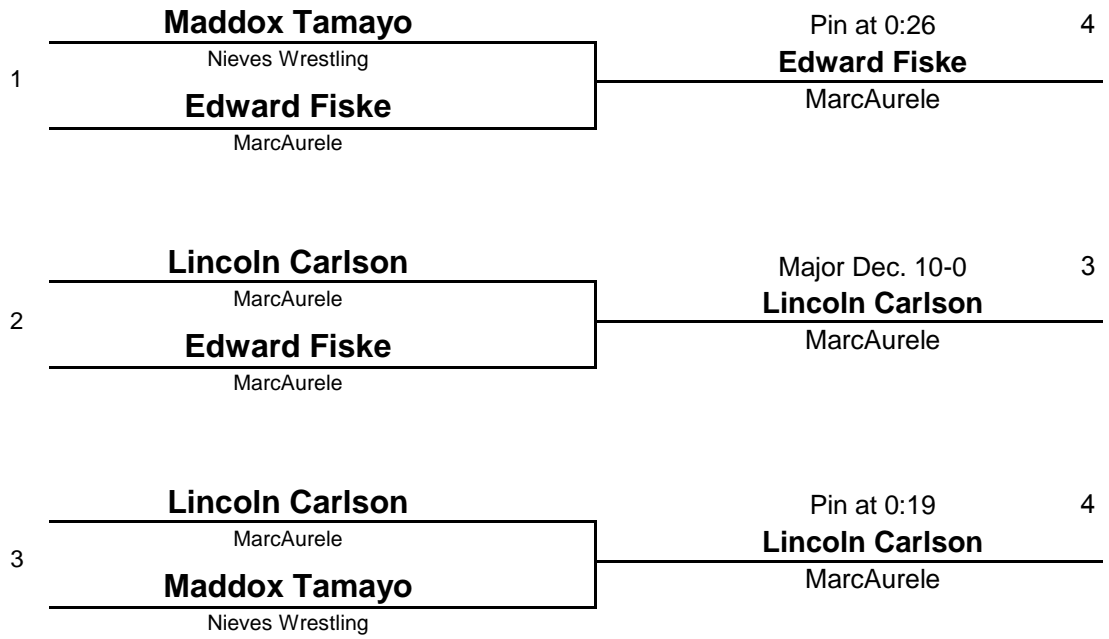 Maddox Tamayo
Nieves Wrestling
1
Edward Fiske
MarcAurele
Pin at 0:26 4
Edward Fiske
MarcAurele
Lincoln Carlson
MarcAurele
2
Edward Fiske
MarcAurele
Major Dec. 10-0 3
Lincoln Carlson
MarcAurele
Lincoln Carlson
MarcAurele
3
Maddox Tamayo
Nieves Wrestling
Pin at 0:19 4
Lincoln Carlson
MarcAurele